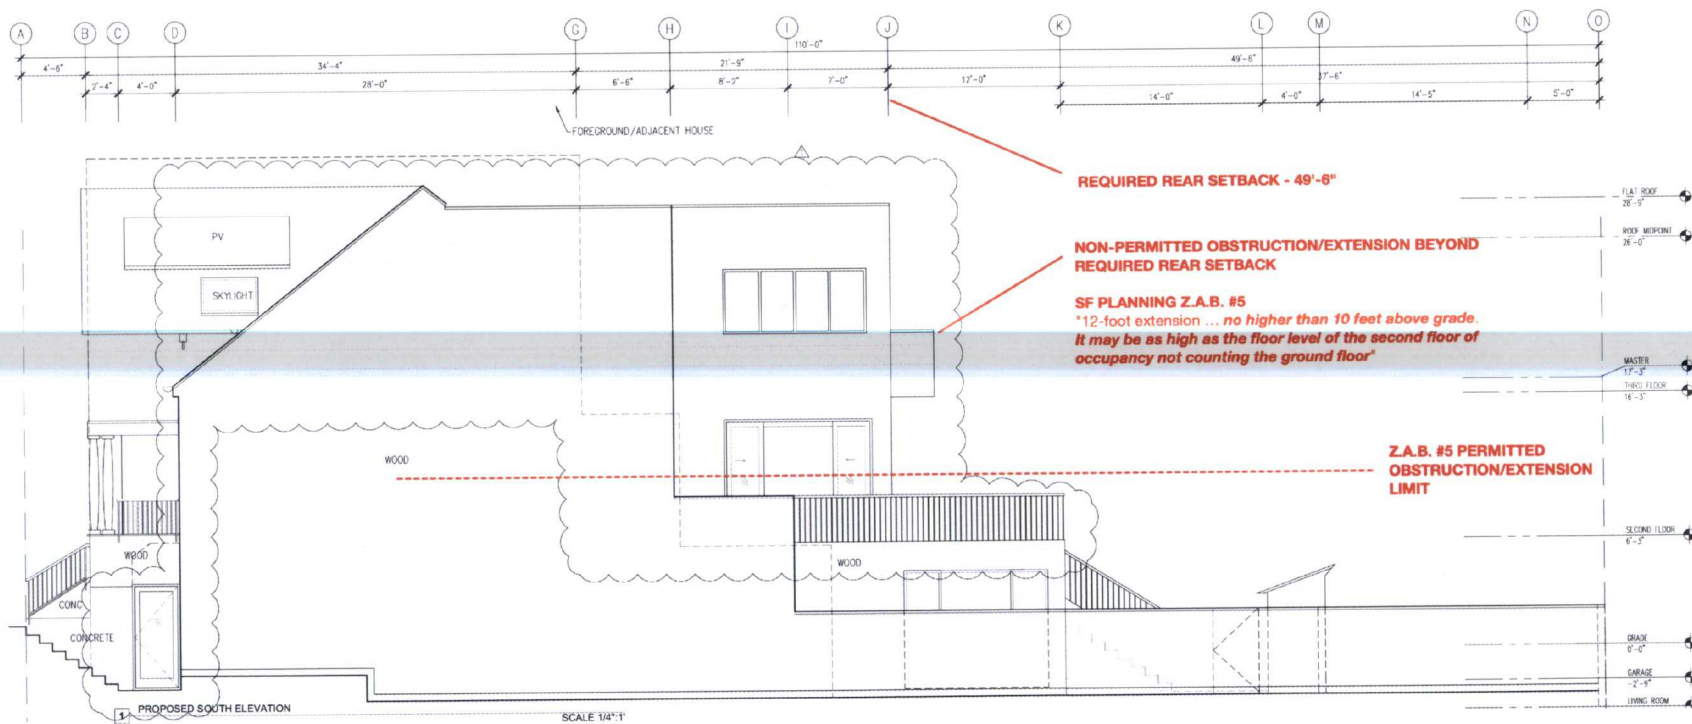 A B C D G H I J K L M N O
110'-0"
4'-6" 34'-4" 21'-9" 49'-6"
37'-6"
2'-4" 4'-0" 28'-0" 6'-6" 8'-2" 7'-0" 12'-0"
14'-0" 4'-0" 14'-5" 5'-0"
FOREGROUND/ADJACENT HOUSE
REQUIRED REAR SETBACK - 49'-6"
FLAT ROOF
28'-9"
PV
ROOF MIDPOINT
26'-0"
NON-PERMITTED OBSTRUCTION/EXTENSION BEYOND
REQUIRED REAR SETBACK
SKYLIGHT
SF PLANNING Z.A.B. #5
"12-foot extension ... no higher than 10 feet above grade.
It may be as high as the floor level of the second floor of
occupancy not counting the ground floor"
MASTER
17'-3"
THIRD FLOOR
16'-3"
WOOD
Z.A.B. #5 PERMITTED
OBSTRUCTION/EXTENSION
LIMIT
SECOND FLOOR
6'-3"
WOOD
WOOD
CONC
CONCRETE
GRADE
0'-0"
GARAGE
-2'-9"
LIVING ROOM
1 PROPOSED SOUTH ELEVATION
SCALE 1/4":1'